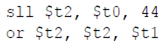 sll $t2, $t0, 44
or $t2, $t2, $t1